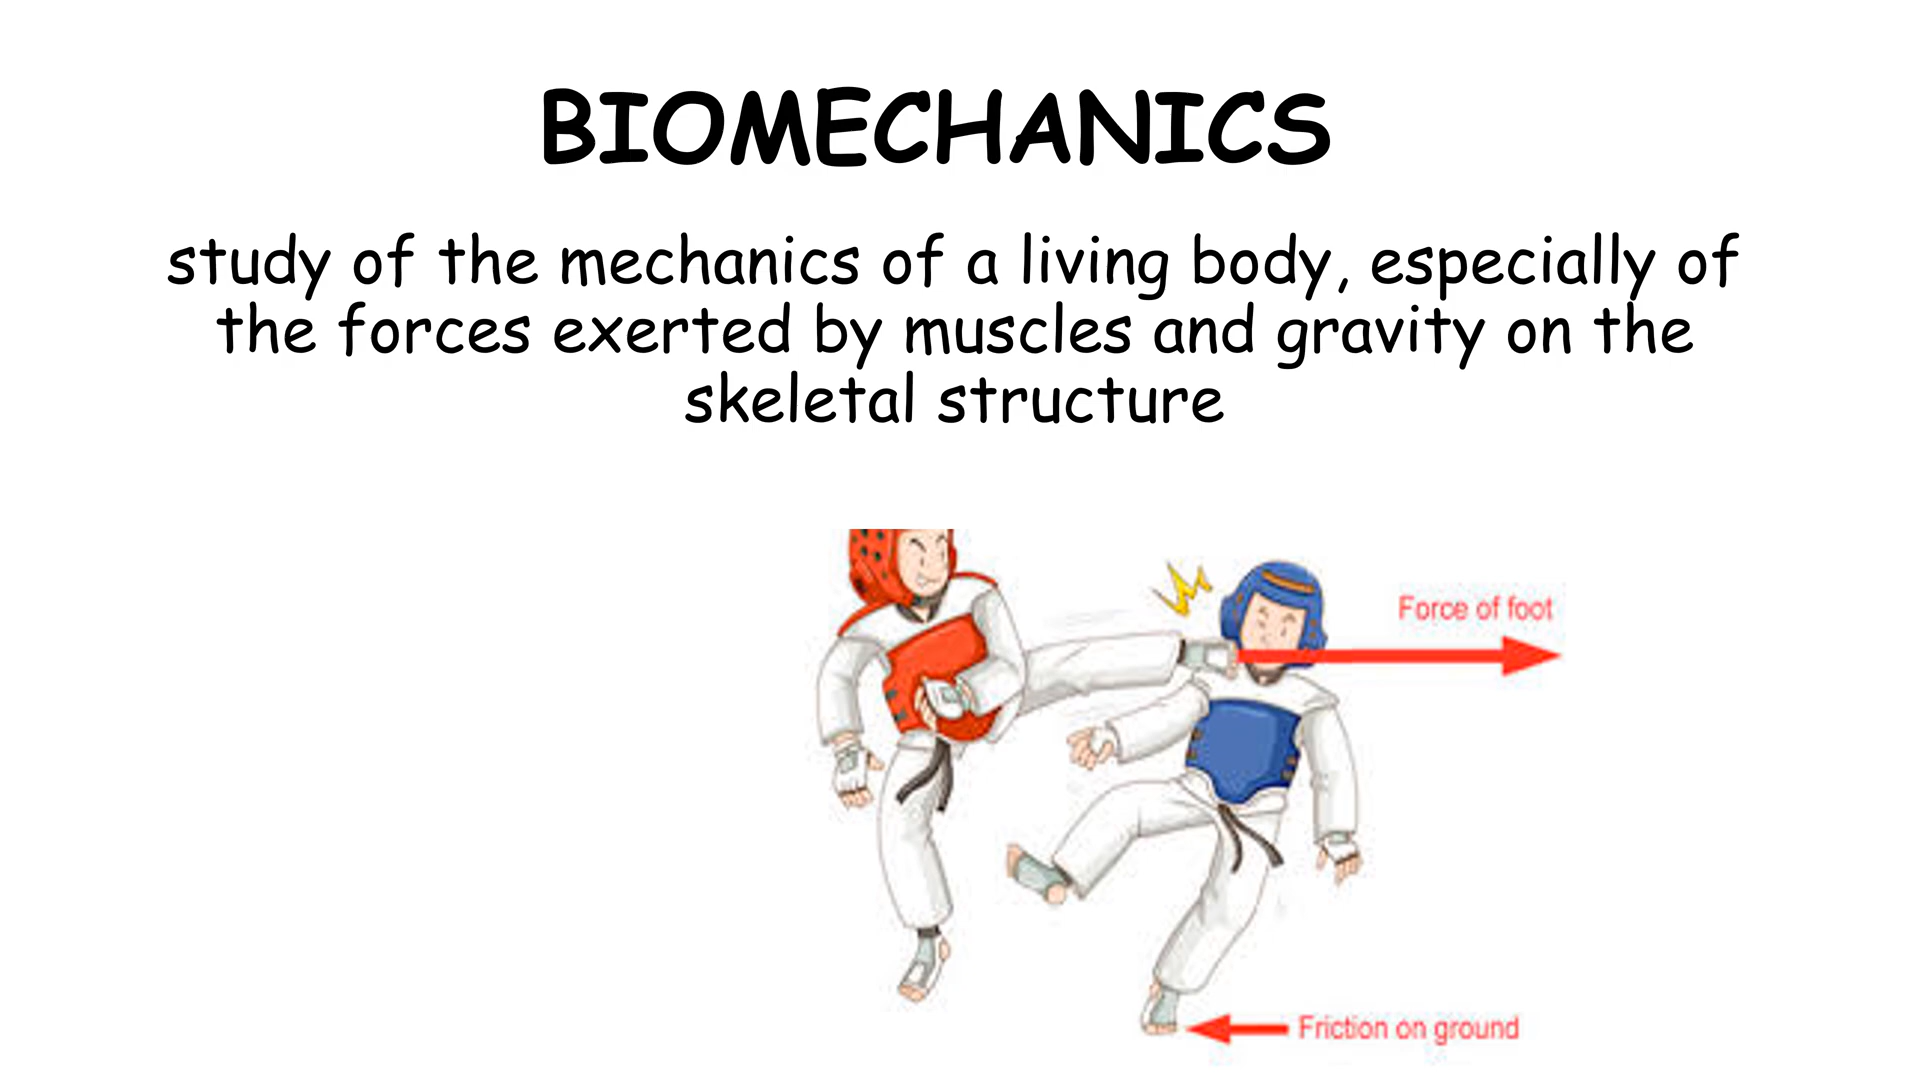 BIOMECHANICS
study of the mechanics of a living body, especially of
the forces exerted by muscles and gravity on the
skeletal structure
Force of foot
Friction on ground